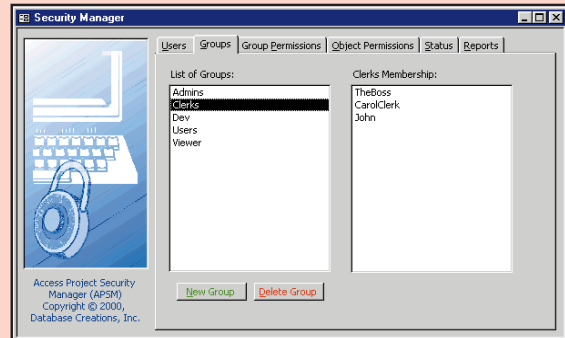 Security Manager
Users Groups Group Permissions Object Permissions Status Reports
List of Groups:
Admins
Clerks
Dev
Users
Viewer
Clerks Membership:
TheBoss
CarolClerk
John
New Group Delete Group
Access Project Security
Manager (APSM)
Copyright © 2000,
Database Creations, Inc.